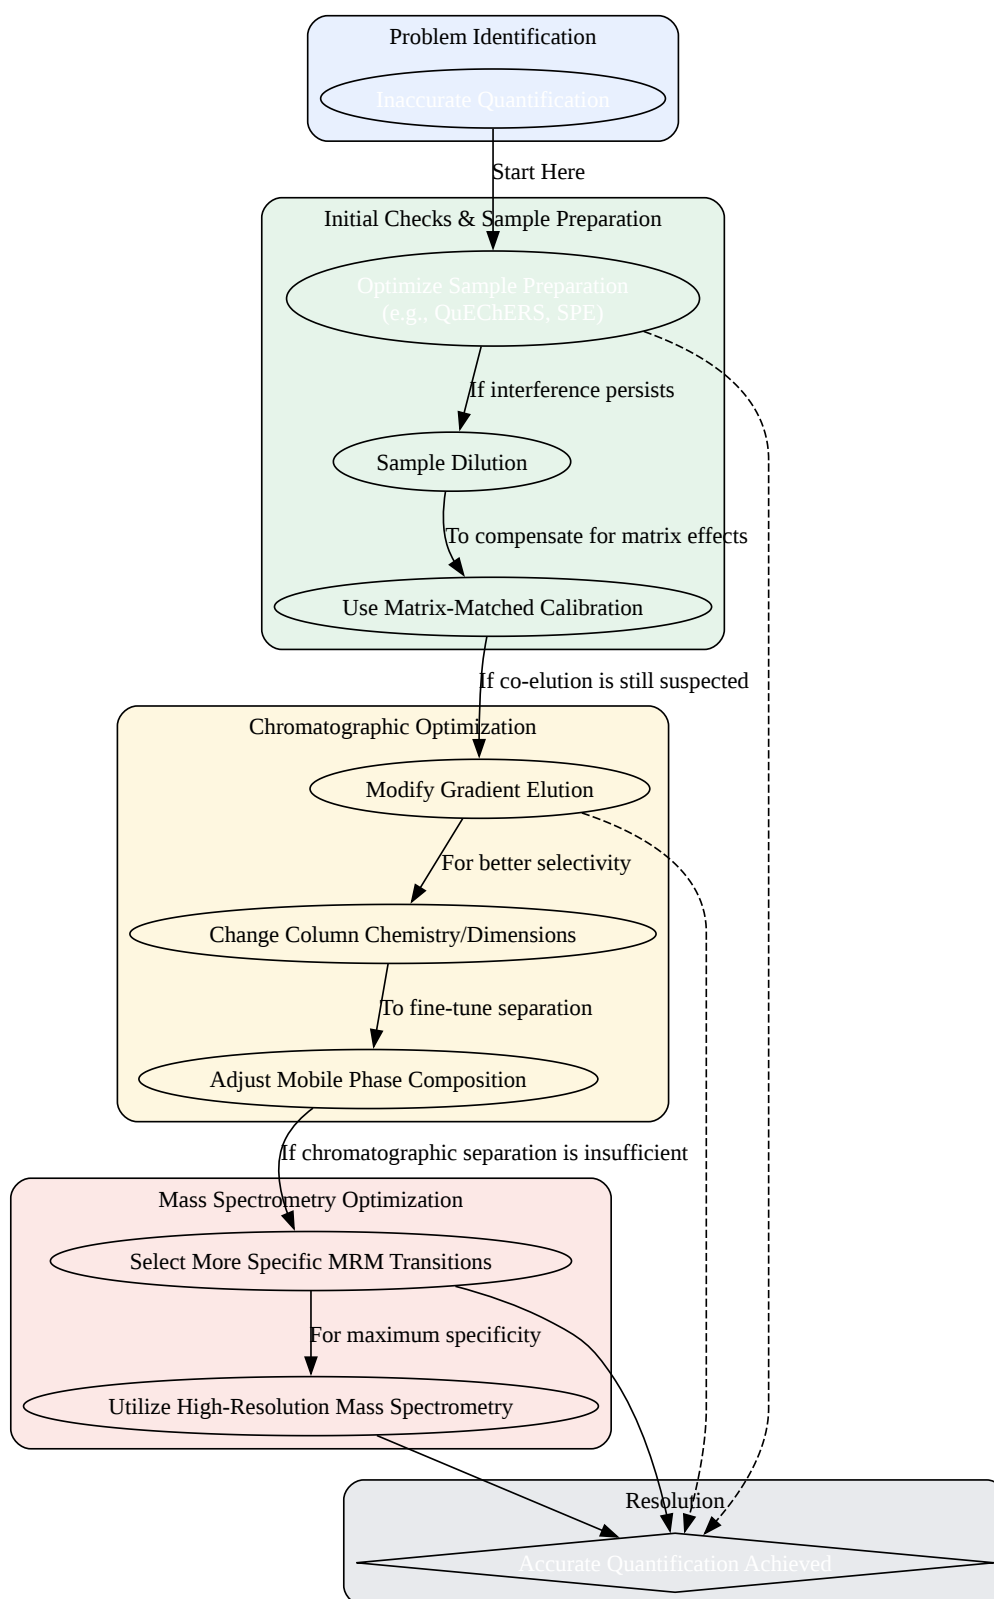 Problem Identification
Inaccurate Quantification
Start Here
Initial Checks & Sample Preparation
Optimize Sample Preparation
(e.g., QuEChERS, SPE)
If interference persists
Sample Dilution
To compensate for matrix effects
Use Matrix-Matched Calibration
If co-elution is still suspected
Chromatographic Optimization
Modify Gradient Elution
For better selectivity
Change Column Chemistry/Dimensions
To fine-tune separation
Adjust Mobile Phase Composition
If chromatographic separation is insufficient
Mass Spectrometry Optimization
Select More Specific MRM Transitions
For maximum specificity
Utilize High-Resolution Mass Spectrometry
Resolution
Accurate Quantification Achieved